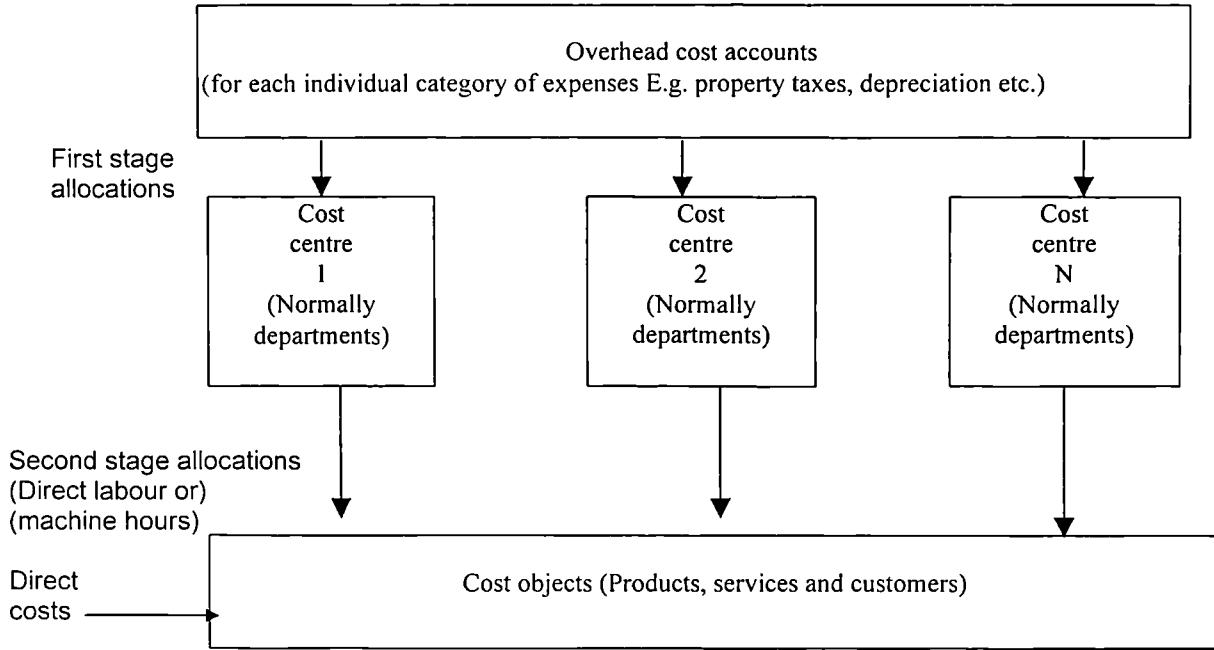 Overhead cost accounts
(for each individual category of expenses E.g. property taxes, depreciation etc.)
First stage
allocations
Cost
centre
1
(Normally
departments)
Cost
centre
2
(Normally
departments)
Cost
centre
N
(Normally
departments)
Second stage allocations
(Direct labour or)
(machine hours)
Direct
costs
Cost objects (Products, services and customers)